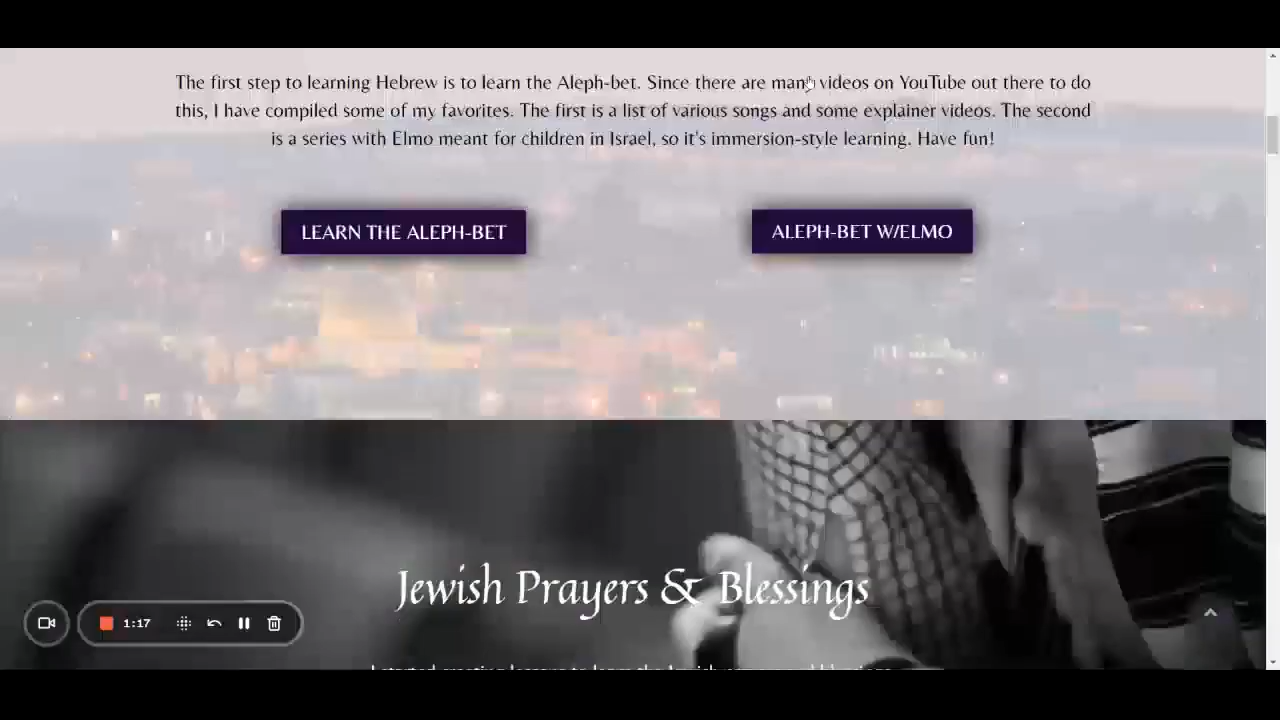 The first step to learning Hebrew is to learn the Aleph-bet. Since there are many videos on YouTube out there to do
this, I have compiled some of my favorites. The first is a list of various songs and some explainer videos. The second
is a series with Elmo meant for children in Israel, so it's immersion-style learning. Have fun!
LEARN THE ALEPH-BET
ALEPH-BET W/ELMO
Jewish Prayers & Blessings
1:17